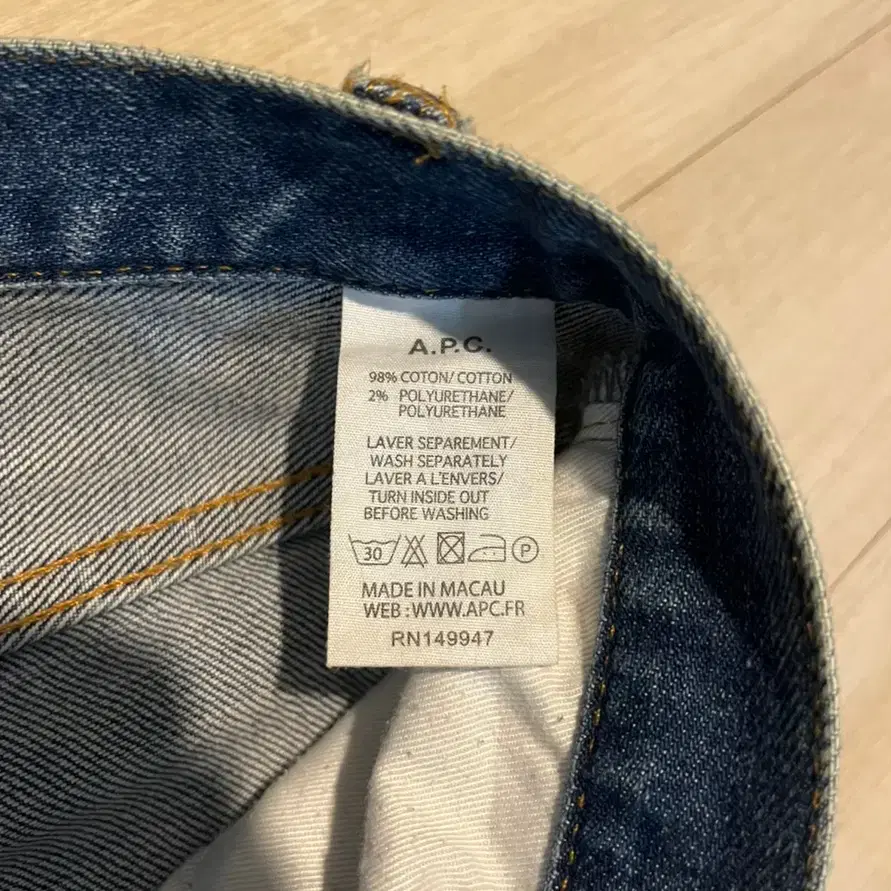 A.P.C.
98% COTON/ COTTON
2% POLYURETHANE/
POLYURETHANE
LAVER SEPAREMENT/
WASH SEPARATELY
LAVER A L'ENVERS/
TURN INSIDE OUT
BEFORE WASHING
30 P
MADE IN MACAU
WEB : WWW.APC.FR
RN149947